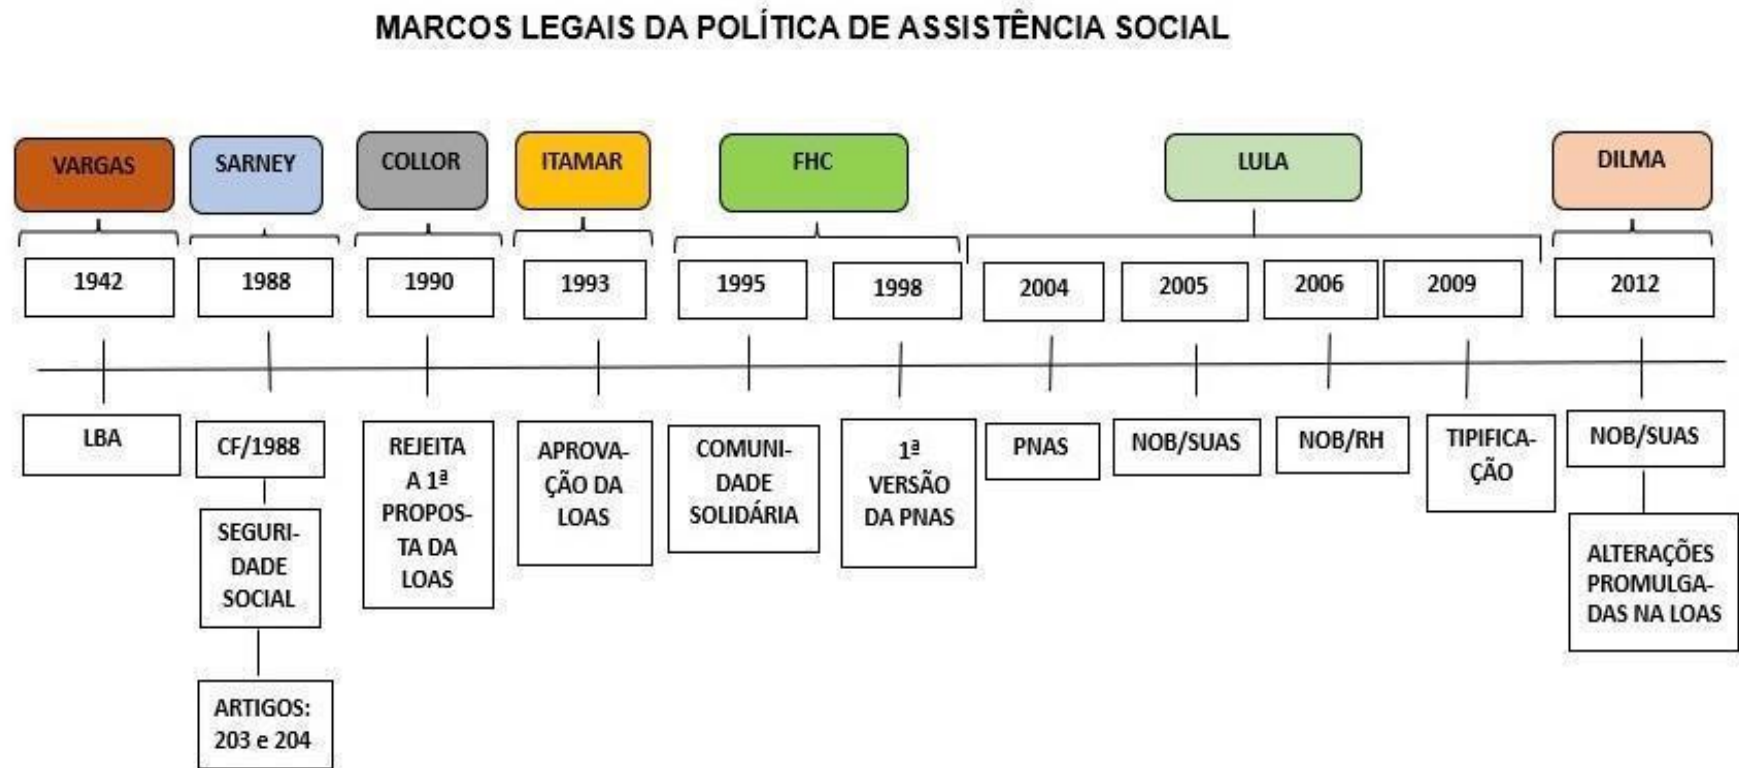 MARCOS LEGAIS DA POLÍTICA DE ASSISTÊNCIA SOCIAL
VARGAS
SARNEY
COLLOR
ITAMAR
FHC
LULA
DILMA
1942
1988
1990
1993
1995
1998
2004
2005
2006
2009
2012
LBA
CF/1988
SEGURI-
DADE
SOCIAL
ARTIGOS:
203 e 204
REJEITA
A 1ª
PROPOS-
TA DA
LOAS
APROVA-
ÇÃO DA
LOAS
COMUNI-
DADE
SOLIDÁRIA
1ª
VERSÃO
DA PNAS
PNAS
NOB/SUAS
NOB/RH
TIPIFICA-
ÇÃO
NOB/SUAS
ALTERAÇÕES
PROMULGA-
DAS NA LOAS